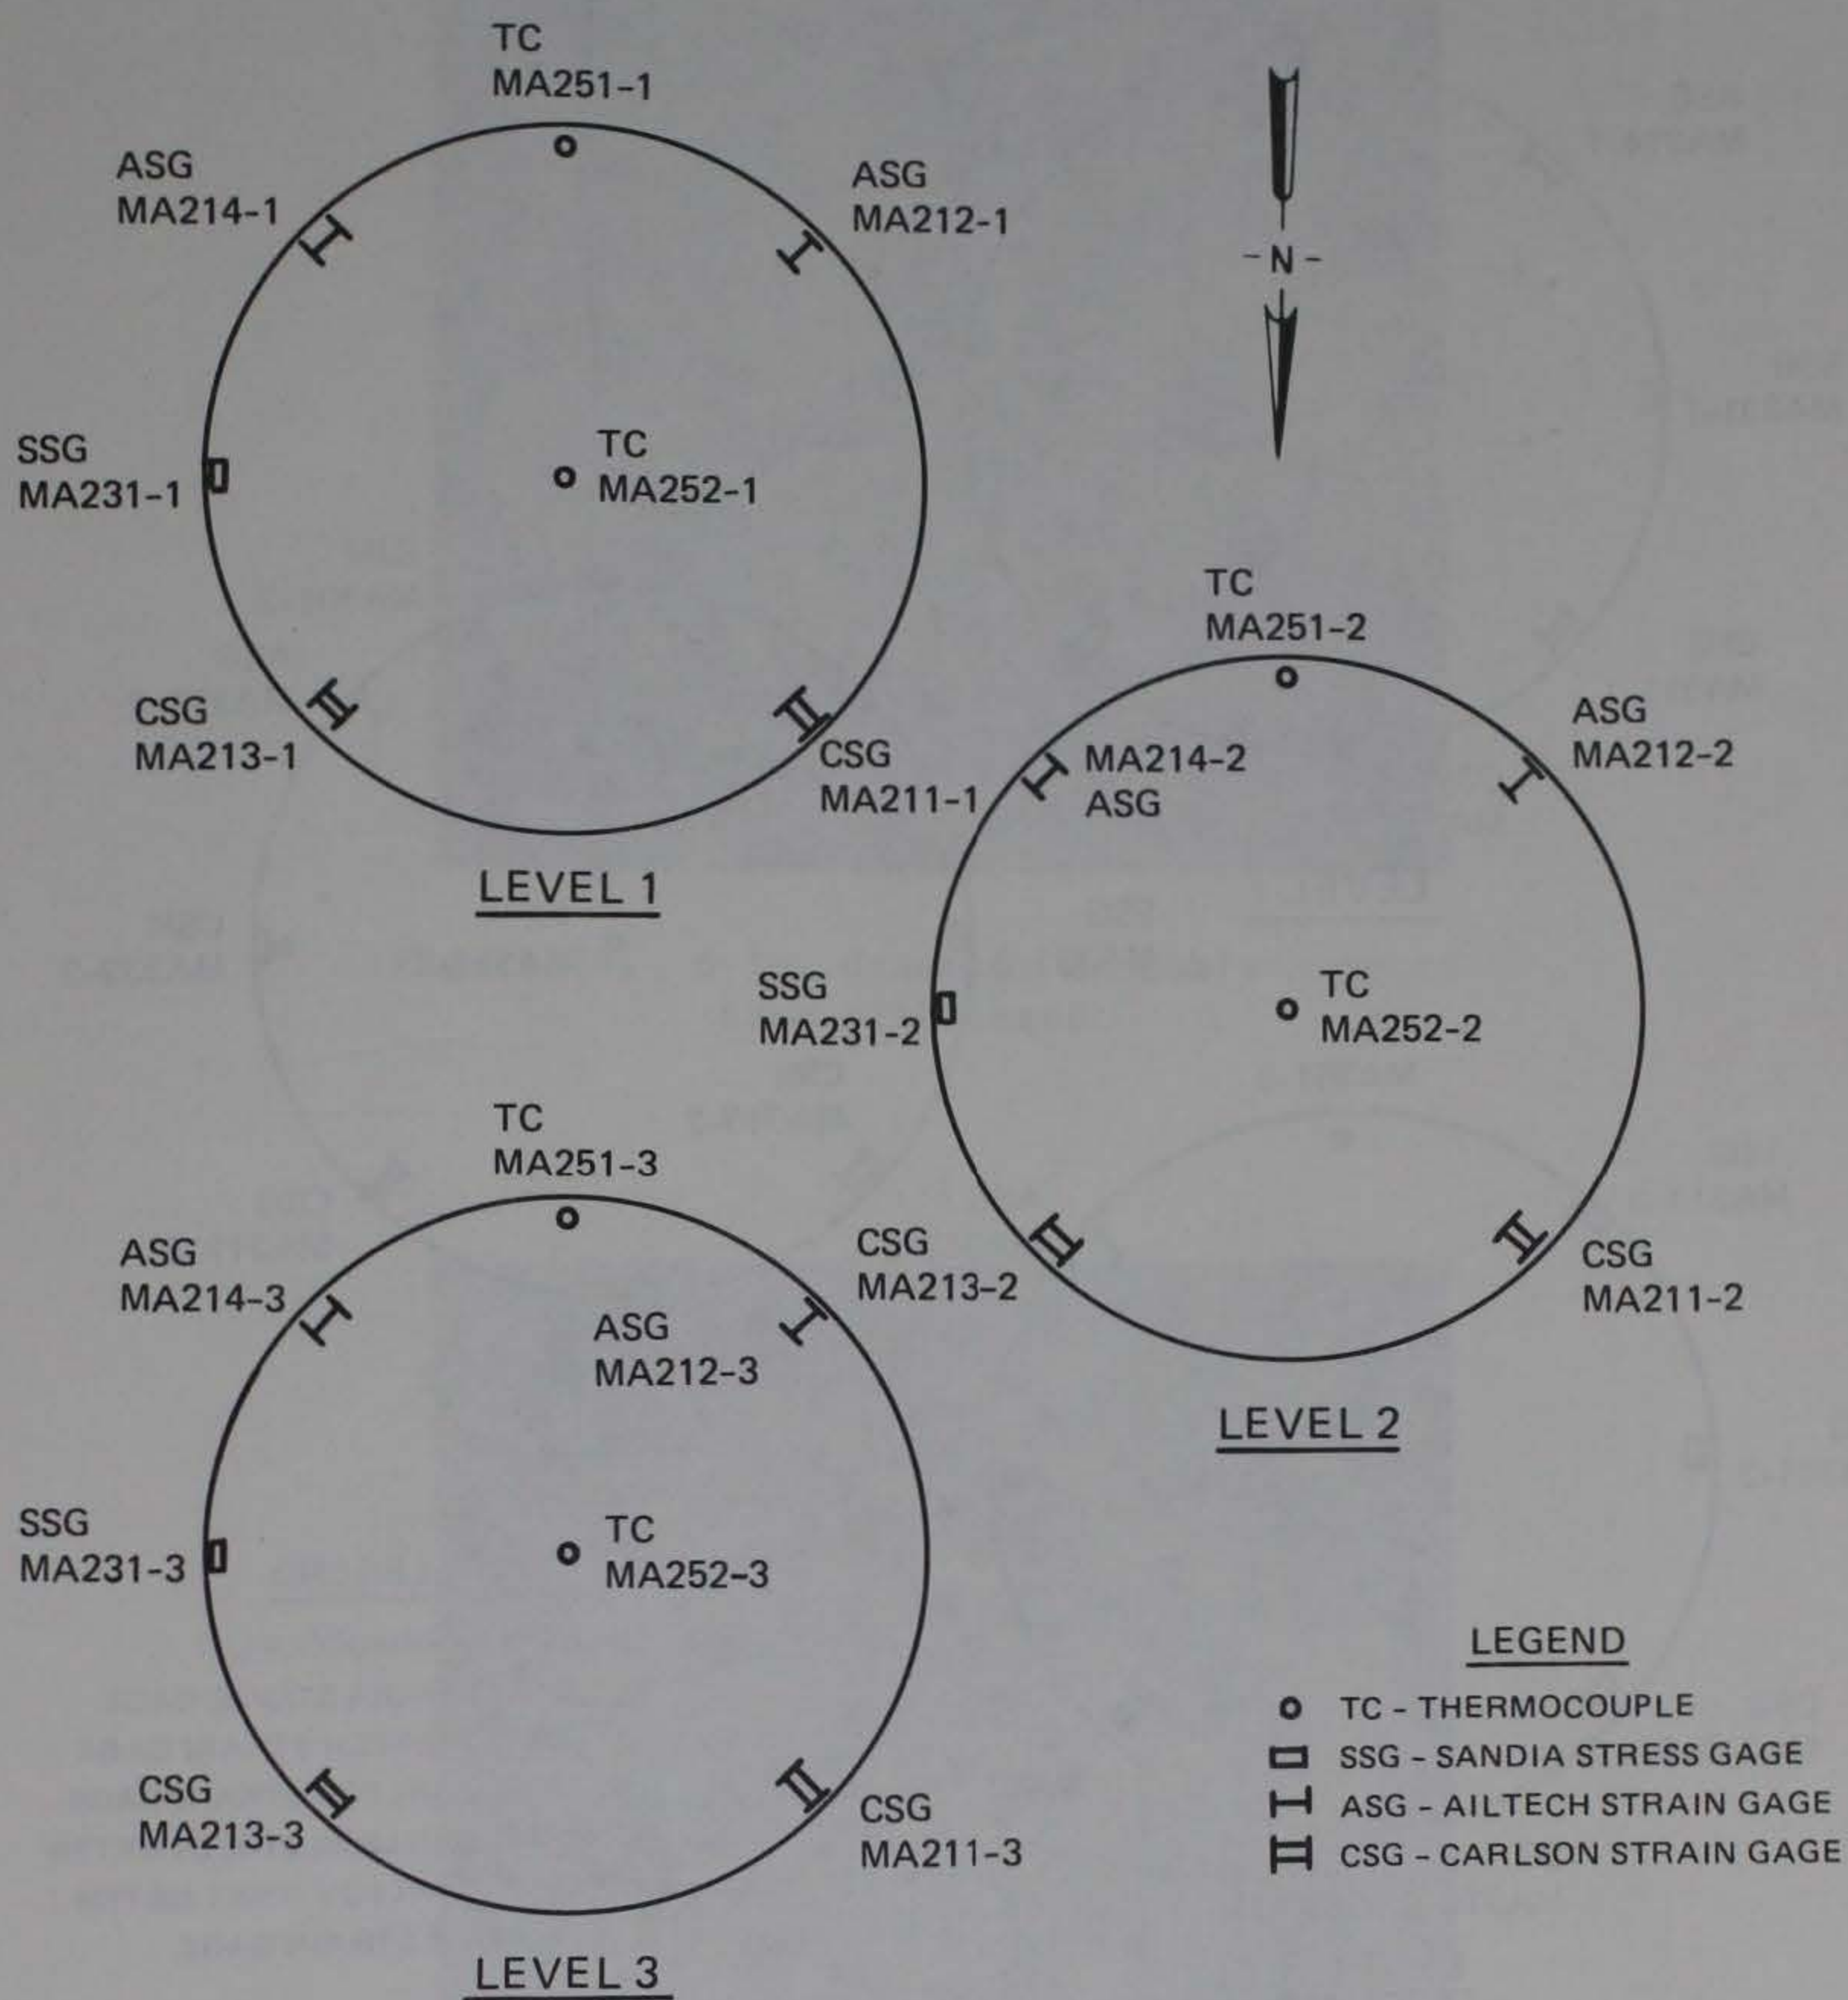 TC
MA251-1
ASG
MA214-1
ASG
MA212-1
- N -
SSG
MA231-1
TC
MA252-1
CSG
MA213-1
CSG
MA211-1
LEVEL 1
TC
MA251-2
MA214-2
ASG
ASG
MA212-2
SSG
MA231-2
TC
MA252-2
CSG
MA213-2
CSG
MA211-2
LEVEL 2
TC
MA251-3
ASG
MA214-3
ASG
MA212-3
SSG
MA231-3
TC
MA252-3
CSG
MA213-3
CSG
MA211-3
LEVEL 3
LEGEND
TC - THERMOCOUPLE
SSG - SANDIA STRESS GAGE
ASG - AILTECH STRAIN GAGE
CSG - CARLSON STRAIN GAGE